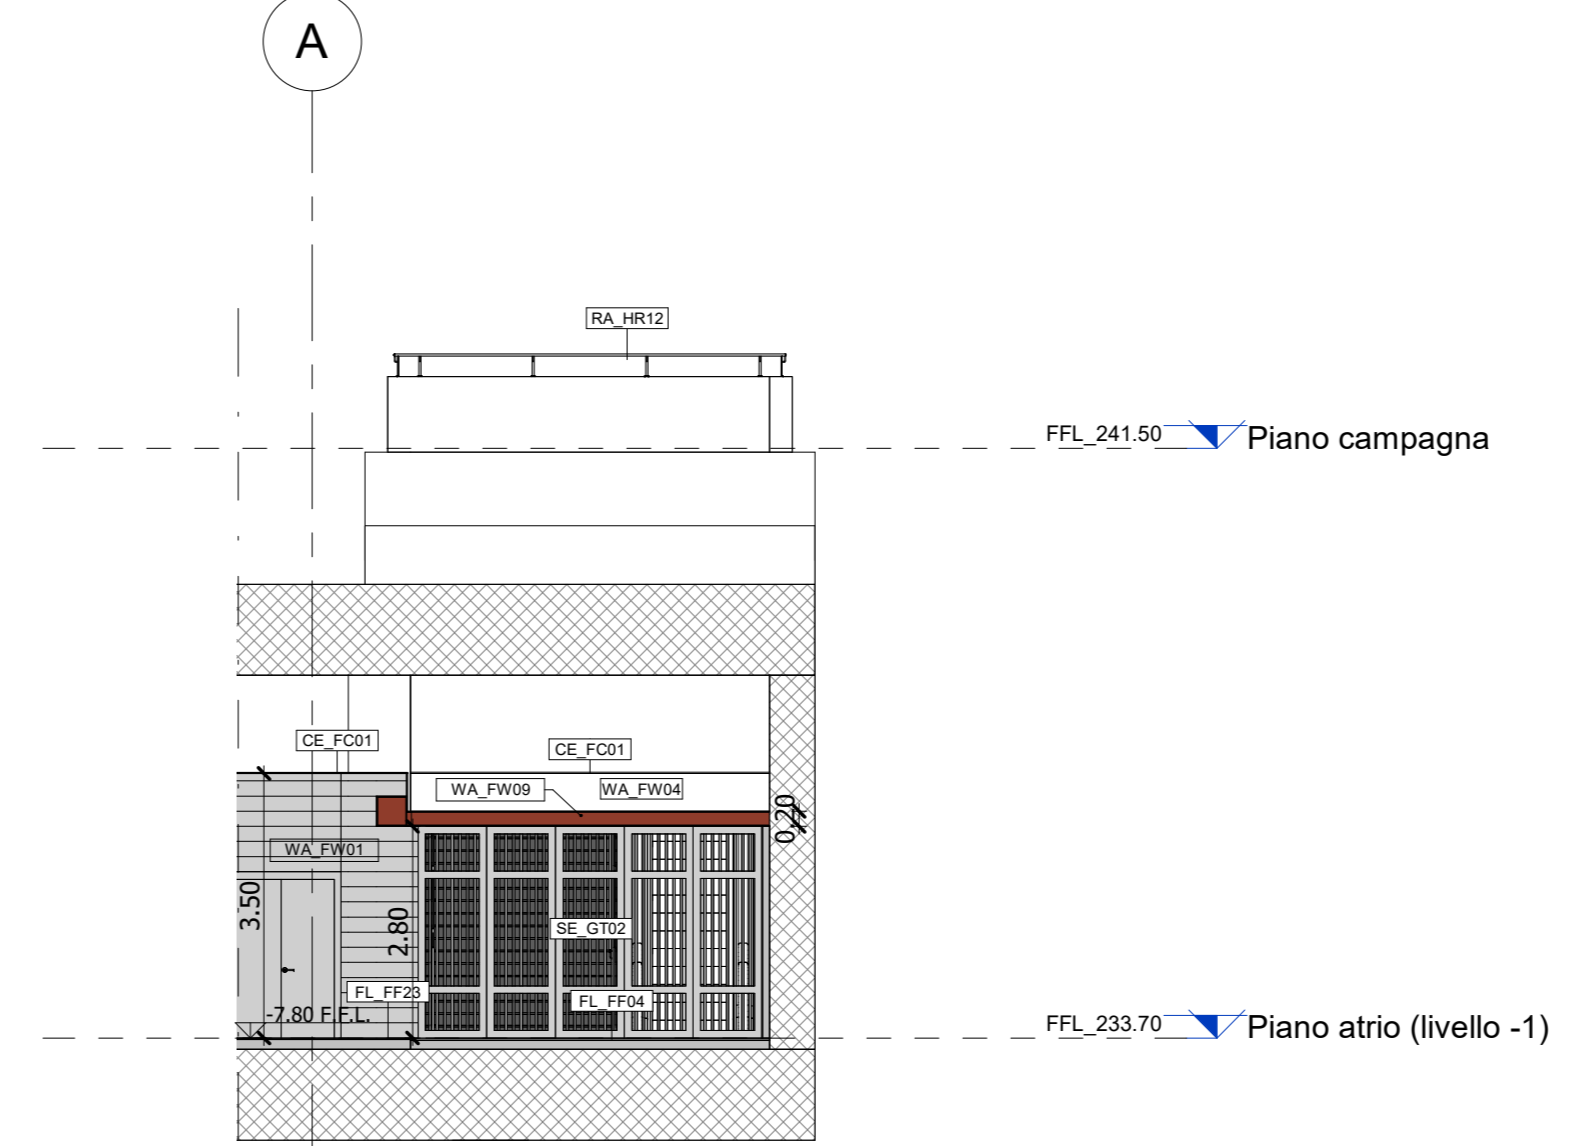 A
RA_HR12
FFL_241.50
Piano campagna
CE_FC01
CE_FC01
WA_FW09
WA_FW04
0.20
WA_FW01
3.50
2.80
SE_GT02
FL_FF23
FL_FF04
-7.80 F.F.L.
FFL_233.70
Piano atrio (livello -1)